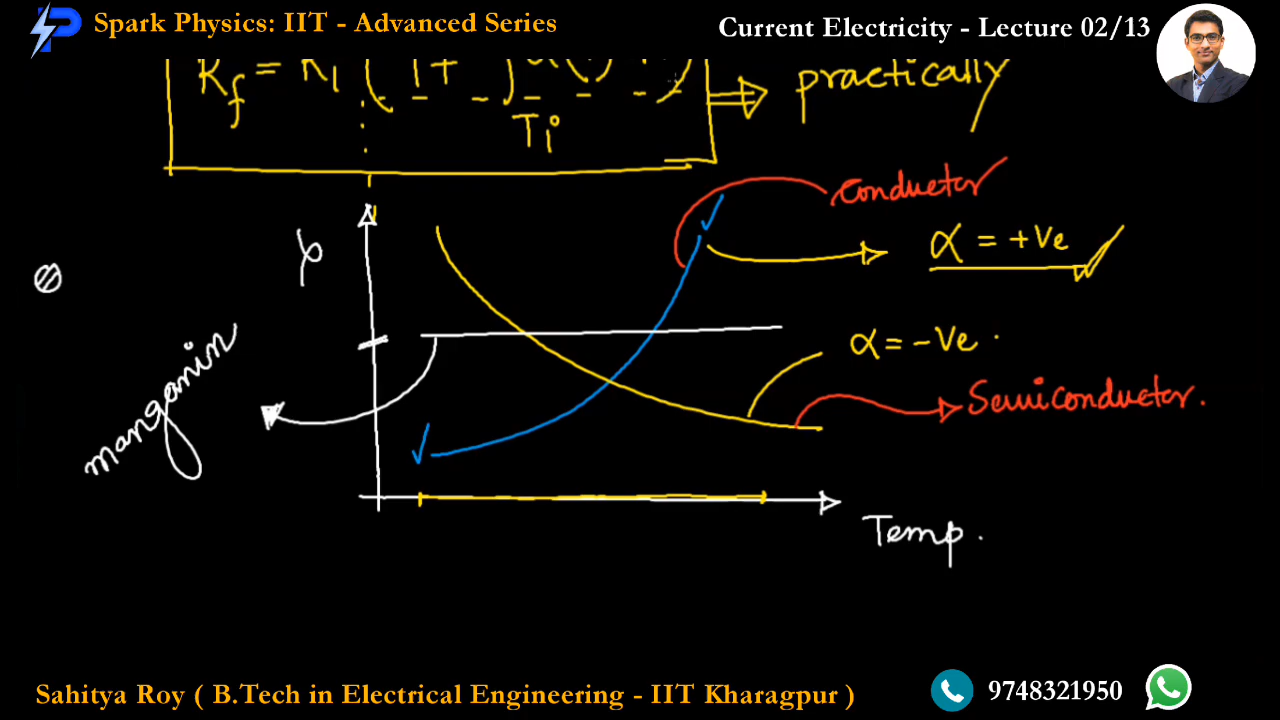 Spark Physics: IIT - Advanced Series
Current Electricity - Lecture 02/13
practically
Ti
Conductor
ρ
α = +Ve
α = -Ve
manganin
Semiconductor.
Temp.
Sahitya Roy ( B.Tech in Electrical Engineering - IIT Kharagpur )
9748321950